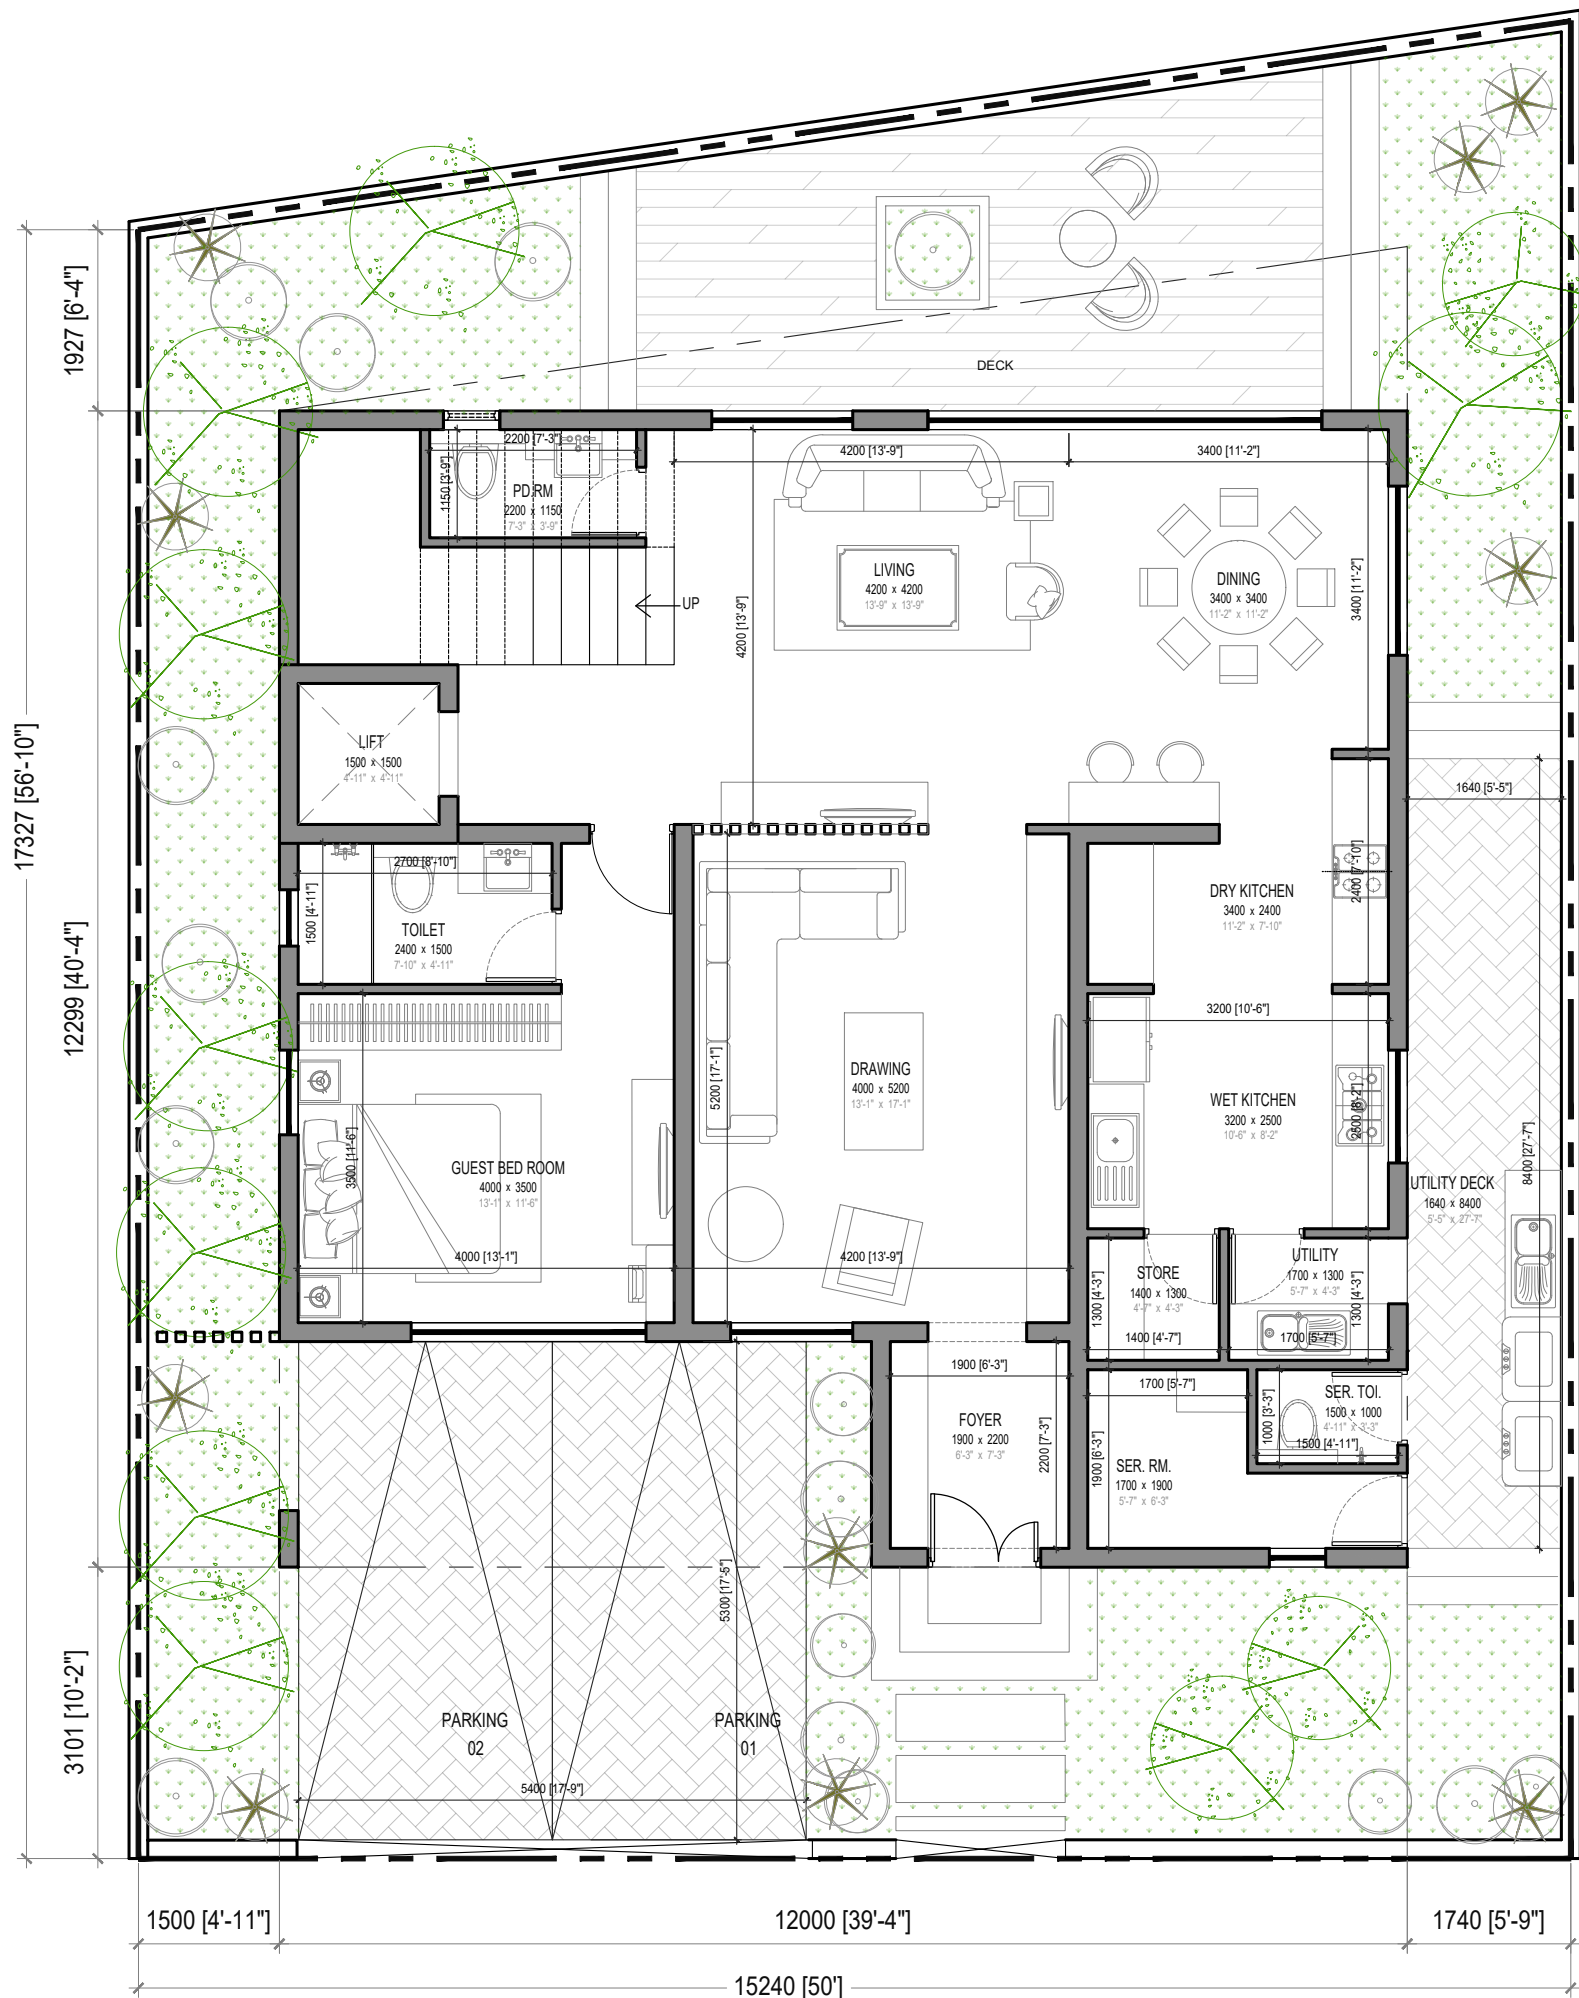 DECK
1927 [6'-4"]
2200 [7'-3"]
1150 [3'-9"]
PD.RM
2200 x 1150
7'-3" x 3'-9"
4200 [13'-9"]
3400 [11'-2"]
LIVING
4200 x 4200
13'-9" x 13'-9"
DINING
3400 x 3400
11'-2" x 11'-2"
3400 [11'-2"]
UP
4200 [13'-9"]
LIFT
1500 x 1500
4'-11" x 4'-11"
17327 [56'-10"]
1640 [5'-5"]
2700 [8'-10"]
1500 [4'-11"]
TOILET
2400 x 1500
7'-10" x 4'-11"
DRY KITCHEN
3400 x 2400
11'-2" x 7'-10"
2400 [7'-10"]
12299 [40'-4"]
3200 [10'-6"]
DRAWING
4000 x 5200
13'-1" x 17'-1"
5200 [17'-1"]
WET KITCHEN
3200 x 2500
10'-6" x 8'-2"
2500 [8'-2"]
GUEST BED ROOM
4000 x 3500
13'-1" x 11'-6"
3500 [11'-6"]
UTILITY DECK
1640 x 8400
5'-5" x 27'-7"
8400 [27'-7"]
4000 [13'-1"]
4200 [13'-9"]
STORE
1400 x 1300
4'-7" x 4'-3"
1300 [4'-3"]
UTILITY
1700 x 1300
5'-7" x 4'-3"
1300 [4'-3"]
1400 [4'-7"]
1700 [5'-7"]
1900 [6'-3"]
1700 [5'-7"]
FOYER
1900 x 2200
6'-3" x 7'-3"
2200 [7'-3"]
SER. TOI.
1500 x 1000
4'-11" x 3'-3"
1000 [3'-3"]
1500 [4'-11"]
SER. RM.
1700 x 1900
5'-7" x 6'-3"
1900 [6'-3"]
5300 [17'-5"]
3101 [10'-2"]
PARKING
02
PARKING
01
5400 [17'-9"]
1500 [4'-11"]
12000 [39'-4"]
1740 [5'-9"]
15240 [50']